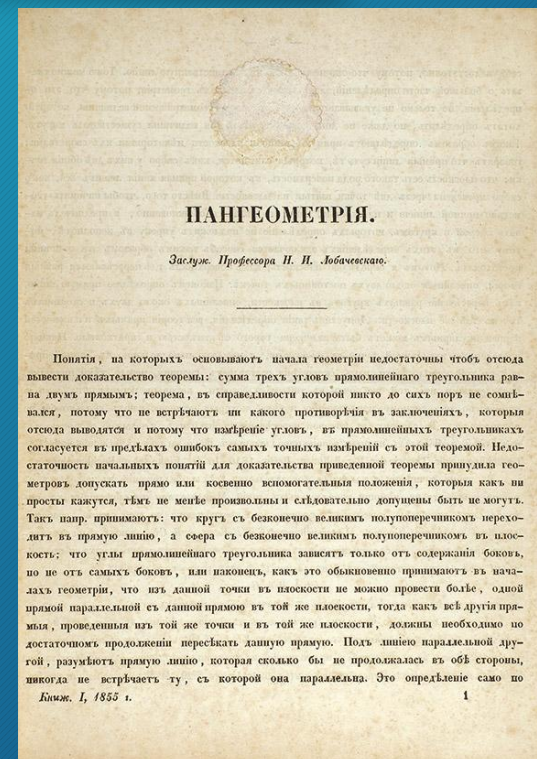 ПАНГЕОМЕТРІЯ.
Заслуж. Профессора Н. И. Лобачевскаго.
Понятія, на которыхъ основываютъ начала геометріи недостаточны чтобъ отсюда
вывести доказательство теоремы: сумма трехъ угловъ прямолинейнаго треугольника рав-
на двумъ прямымъ; теорема, въ справедливости которой никто до сихъ поръ не сомнѣ-
вался, потому что не встрѣчаютъ ни какого противорѣчія въ заключеніяхъ, которыя
отсюда выводятся и потому что измѣреніе угловъ, въ прямолинейныхъ треугольникахъ
согласуется въ предѣлахъ ошибокъ самыхъ точныхъ измѣреній съ этой теоремой. Недо-
статочность начальныхъ понятій для доказательства приведенной теоремы принудила гео-
метровъ допускать прямо или косвенно вспомогательныя положенія, которыя какъ ни
просты кажутся, тѣмъ не менѣе произвольны и слѣдовательно допущены быть не могутъ.
Такъ напр. принимаютъ: что кругъ съ безконечно великимъ полупоперечникомъ перехо-
дитъ въ прямую линію, а сфера съ безконечно великимъ полупоперечникомъ въ плос-
кость; что углы прямолинейнаго треугольника зависятъ только отъ содержанія боковъ,
но не отъ самыхъ боковъ, или наконецъ, какъ это обыкновенно принимаютъ въ нача-
лахъ геометріи, что изъ данной точки въ плоскости не можно провести болѣе, одной
прямой параллельной съ данной прямою въ той же плоскости, тогда какъ всѣ другія пря-
мыя, проведенныя изъ той же точки и въ той же плоскости, должны необходимо по
достаточномъ продолженіи пересѣкать данную прямую. Подъ линіею параллельной дру-
гой, разумѣютъ прямую линію, которая сколько бы не продолжалась въ обѣ стороны,
никогда не встрѣчаетъ ту, съ которой она параллельна. Это опредѣленіе само по
Книж. I, 1855 г. 1